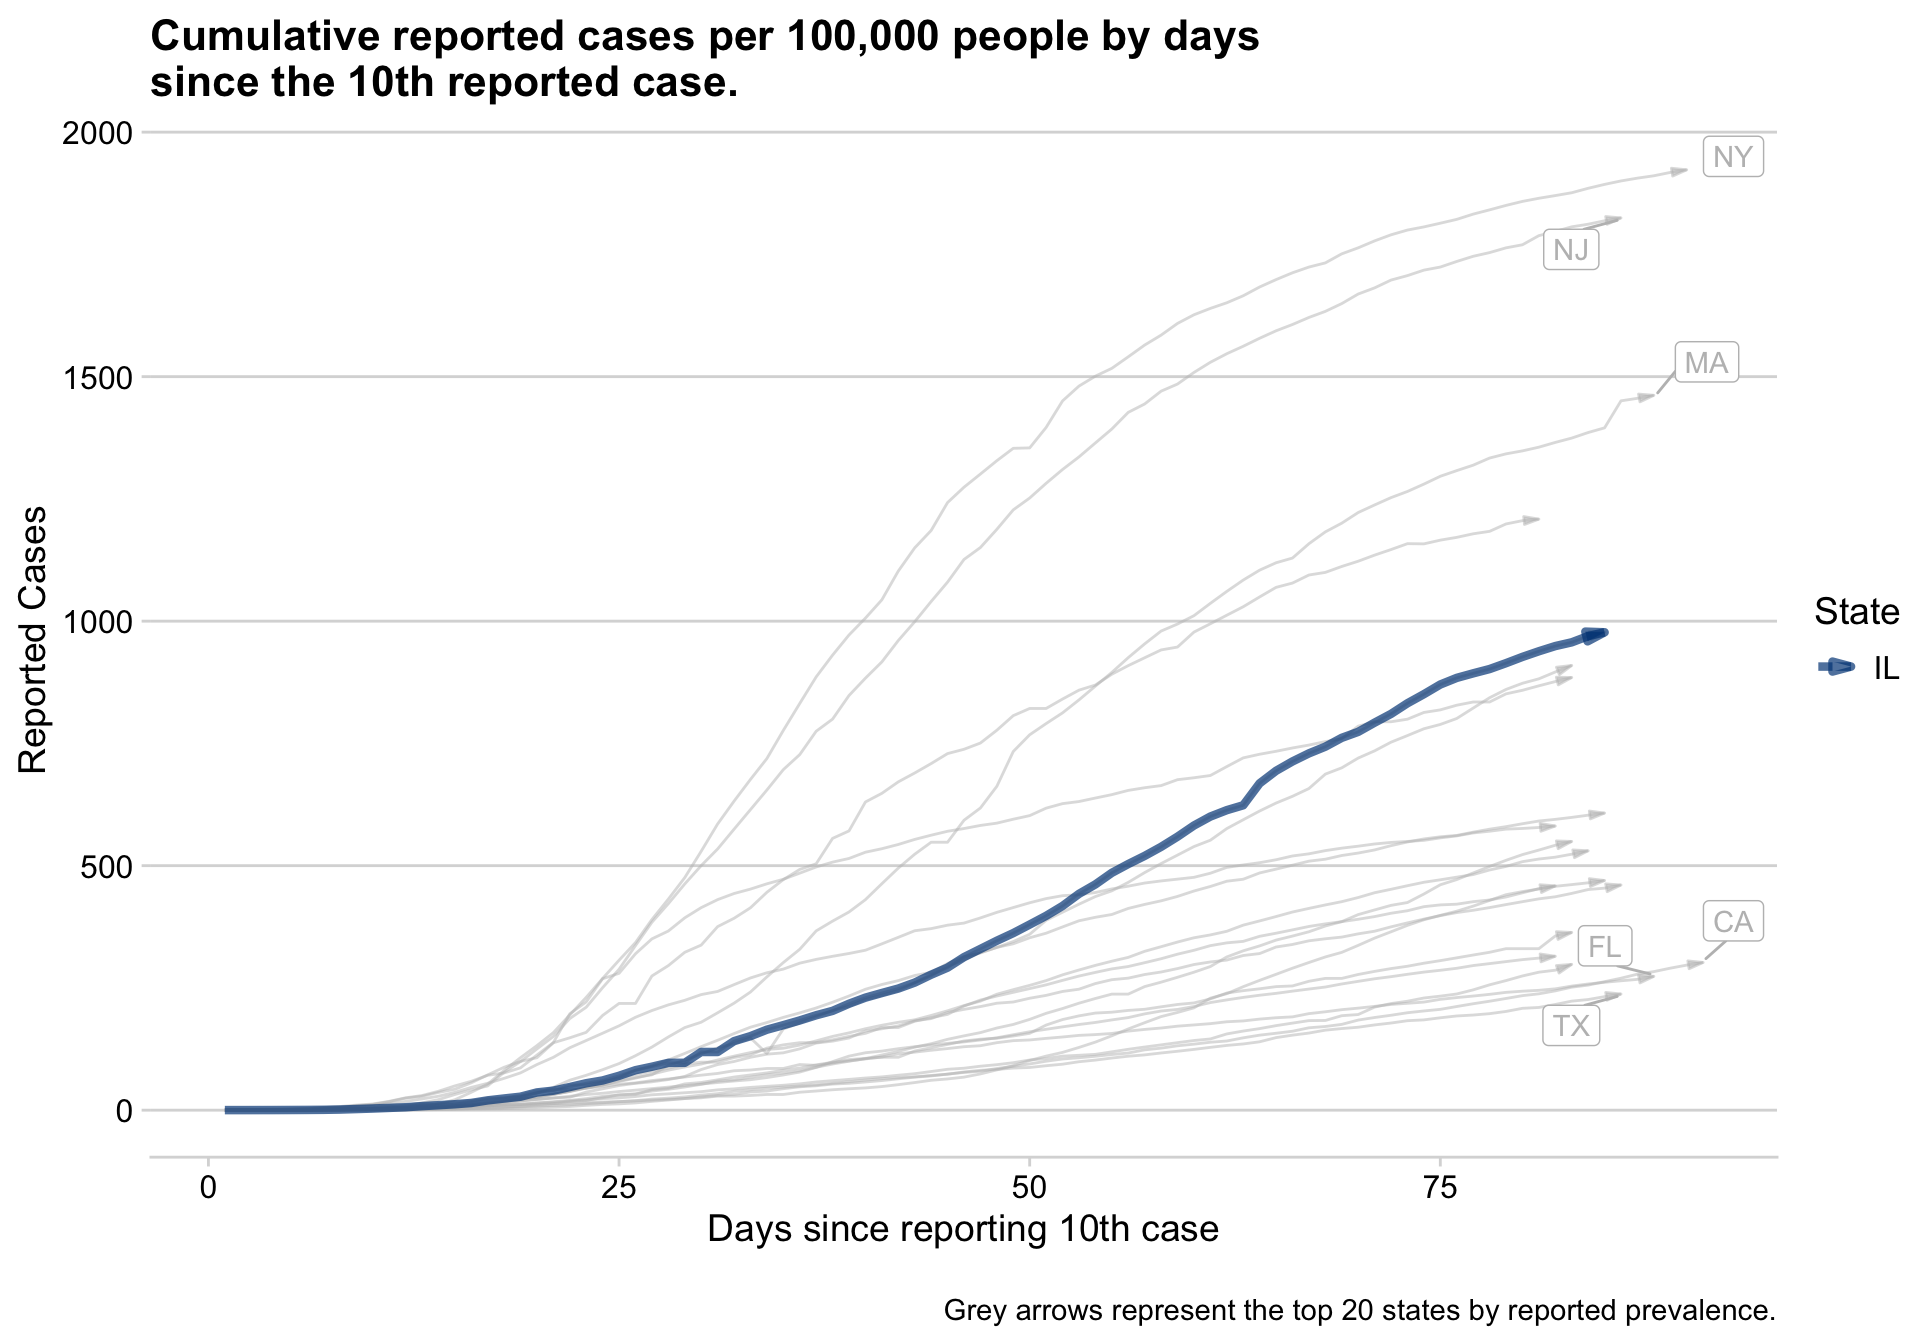 Cumulative reported cases per 100,000 people by days
since the 10th reported case.
2000
1500
1000
500
0
Reported Cases
NY
NJ
MA
CA
FL
TX
State
IL
0
25
50
75
Days since reporting 10th case
Grey arrows represent the top 20 states by reported prevalence.